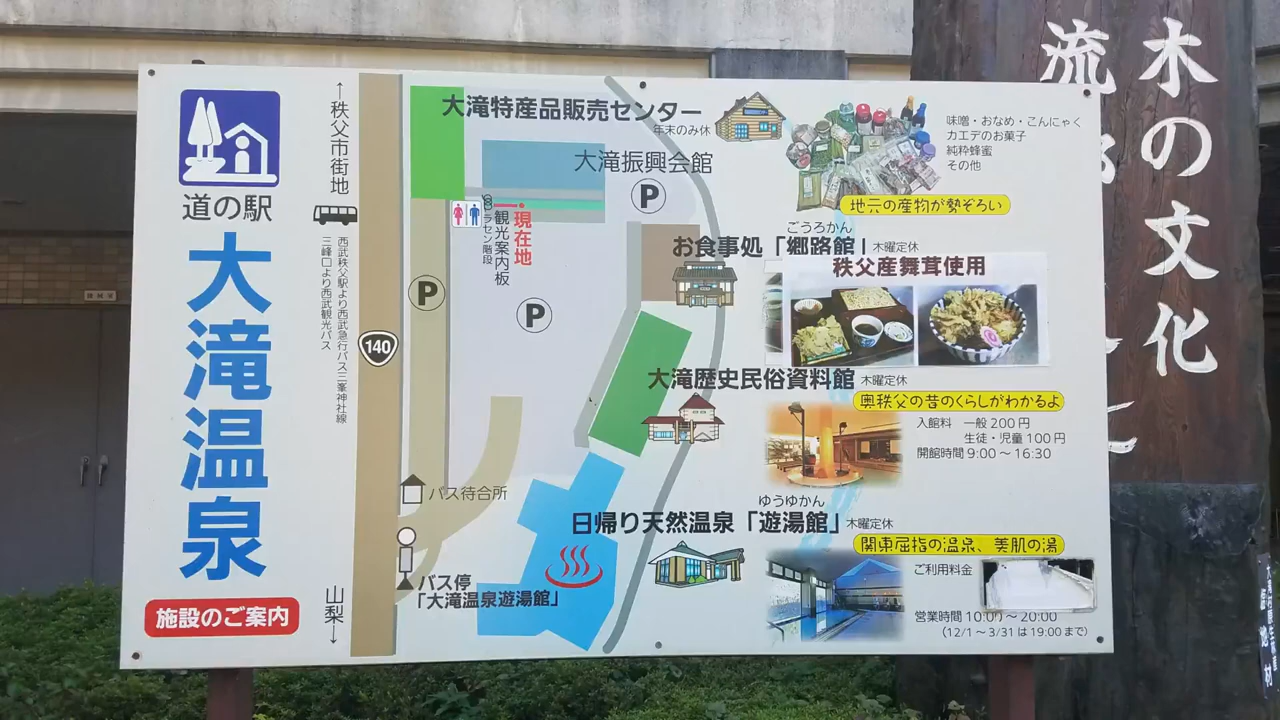 道の駅
大滝温泉
施設のご案内
↑秩父市街地
西武秩父駅より西武急行バス三峯神社線
三峰口より西武観光バス
山梨↓
140
大滝特産品販売センター
年末のみ休
味噌・おなめ・こんにゃく
カエデのお菓子
純粋蜂蜜
その他
地元の産物が勢ぞろい
大滝振興会館
P
ラセン階段
観光案内板
現在地
P
P
ごうろかん
お食事処「郷路館」
木曜定休
秩父産舞茸使用
大滝歴史民俗資料館
木曜定休
奥秩父の昔のくらしがわかるよ
入館料 一般200円
生徒・児童100円
開館時間 9:00～16:30
バス待合所
バス停
「大滝温泉遊湯館」
ゆうゆかん
日帰り天然温泉「遊湯館」
木曜定休
関東屈指の温泉、美肌の湯
ご利用料金
営業時間 10:00～20:00
(12/1～3/31は19:00まで)
木の文化
流